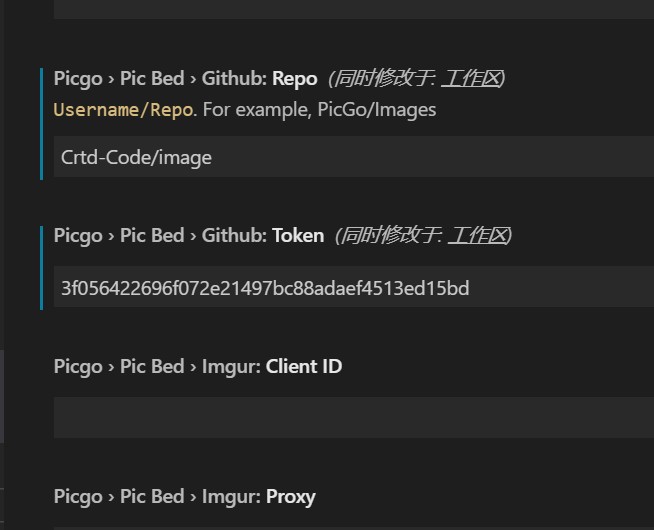 Picgo › Pic Bed › Github: Repo (同时修改于: 工作区)
Username/Repo. For example, PicGo/Images
Crtd-Code/image
Picgo › Pic Bed › Github: Token (同时修改于: 工作区)
3f056422696f072e21497bc88adaef4513ed15bd
Picgo › Pic Bed › Imgur: Client ID
Picgo › Pic Bed › Imgur: Proxy